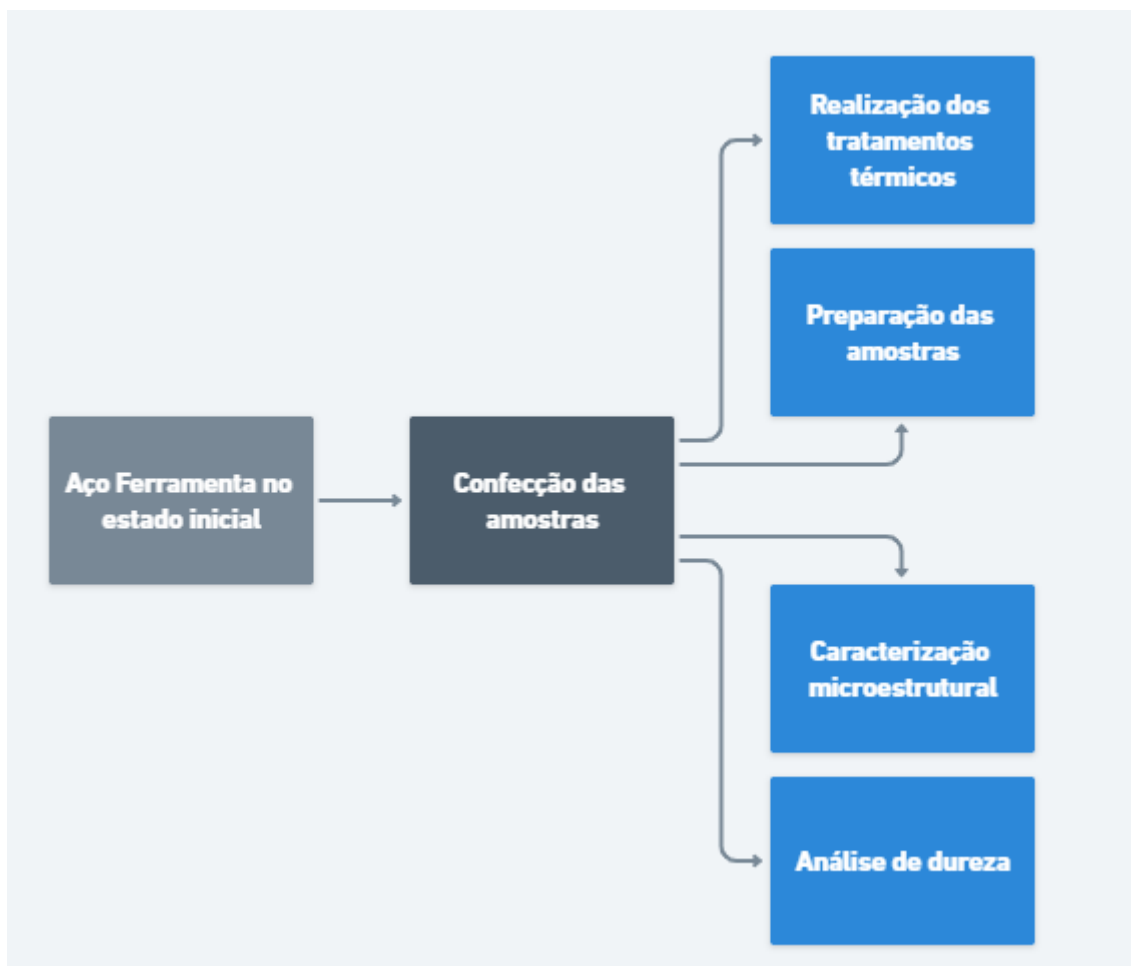 Realização dos
tratamentos
térmicos
Preparação das
amostras
Aço Ferramenta no
estado inicial
Confecção das
amostras
Caracterização
microestrutural
Análise de dureza